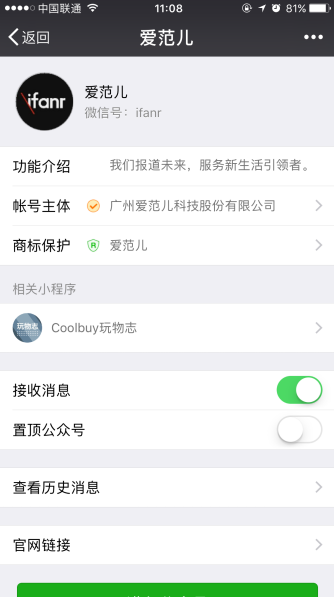 中国联通 11:08 81%
返回 爱范儿
ifanr 爱范儿
微信号: ifanr
功能介绍 我们报道未来，服务新生活引领者。
帐号主体 广州爱范儿科技股份有限公司
商标保护 R 爱范儿
相关小程序
玩物志 Coolbuy玩物志
接收消息
置顶公众号
查看历史消息
官网链接